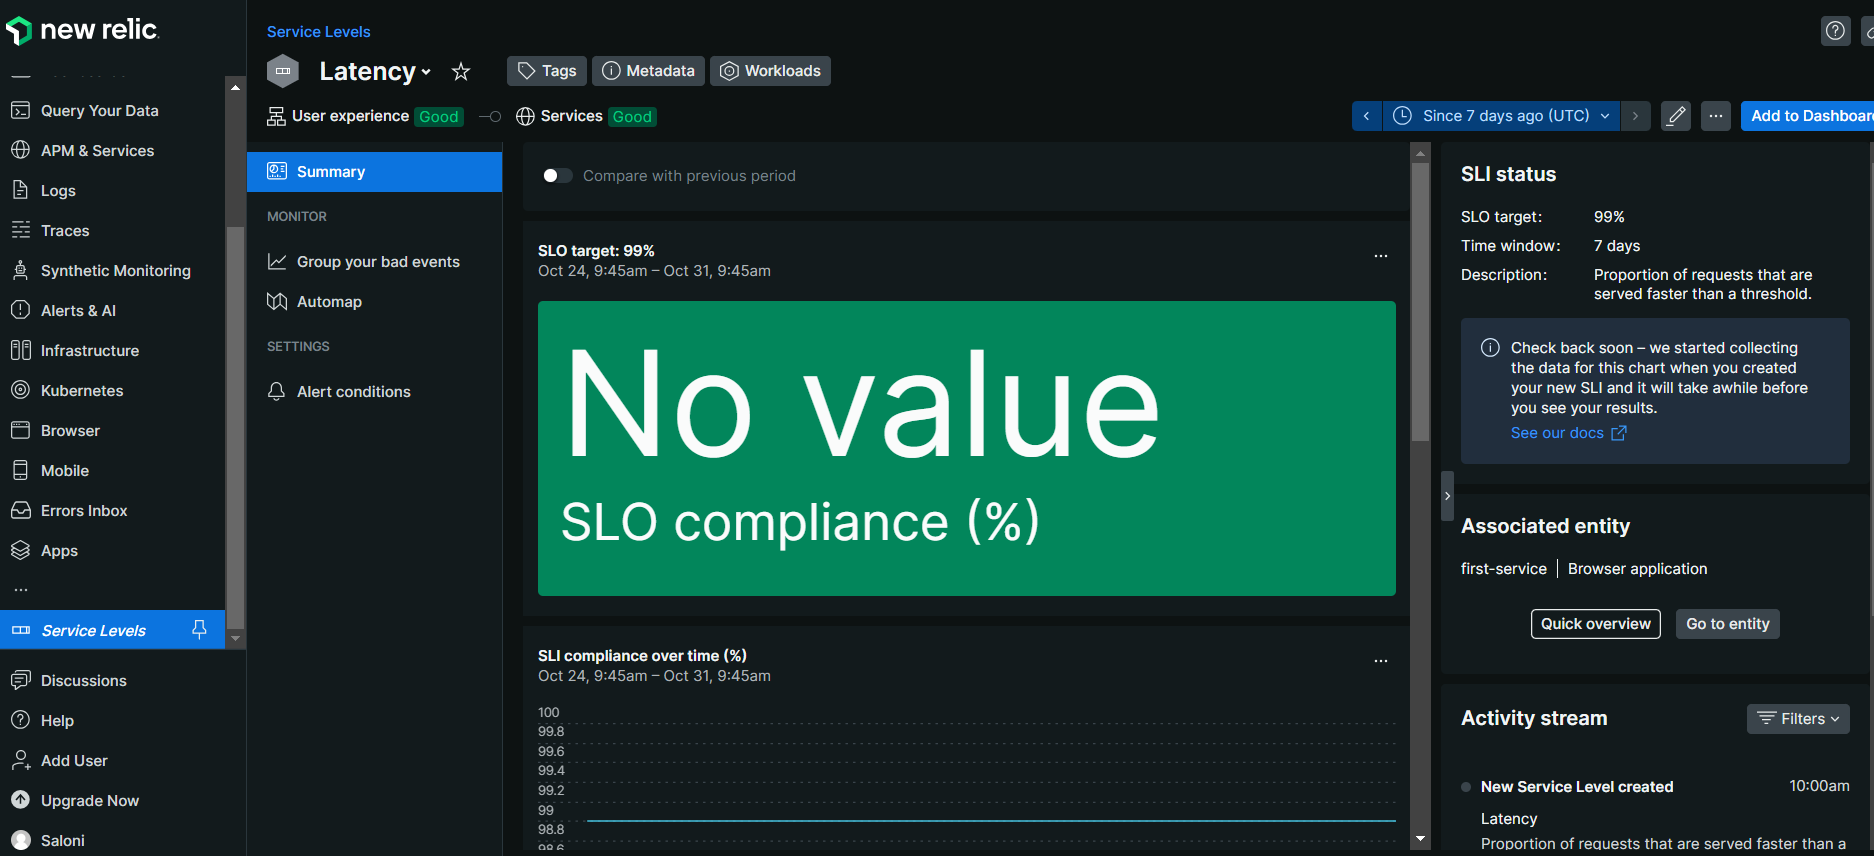 new relic.
Query Your Data
APM & Services
Logs
Traces
Synthetic Monitoring
Alerts & AI
Infrastructure
Kubernetes
Browser
Mobile
Errors Inbox
Apps
...
Service Levels
Discussions
Help
Add User
Upgrade Now
Saloni
Service Levels
Latency
Tags
Metadata
Workloads
User experience Good
Services Good
Since 7 days ago (UTC)
...
Add to Dashboar
Summary
MONITOR
Group your bad events
Automap
SETTINGS
Alert conditions
Compare with previous period
SLO target: 99%
...
Oct 24, 9:45am – Oct 31, 9:45am
No value
SLO compliance (%)
SLI compliance over time (%)
...
Oct 24, 9:45am – Oct 31, 9:45am
100
99.8
99.6
99.4
99.2
99
98.8
98.6
SLI status
SLO target: 99%
Time window: 7 days
Description: Proportion of requests that are
served faster than a threshold.
Check back soon – we started collecting
the data for this chart when you created
your new SLI and it will take awhile before
you see your results.
See our docs
Associated entity
first-service | Browser application
Quick overview
Go to entity
Activity stream
Filters
New Service Level created 10:00am
Latency
Proportion of requests that are served faster than a